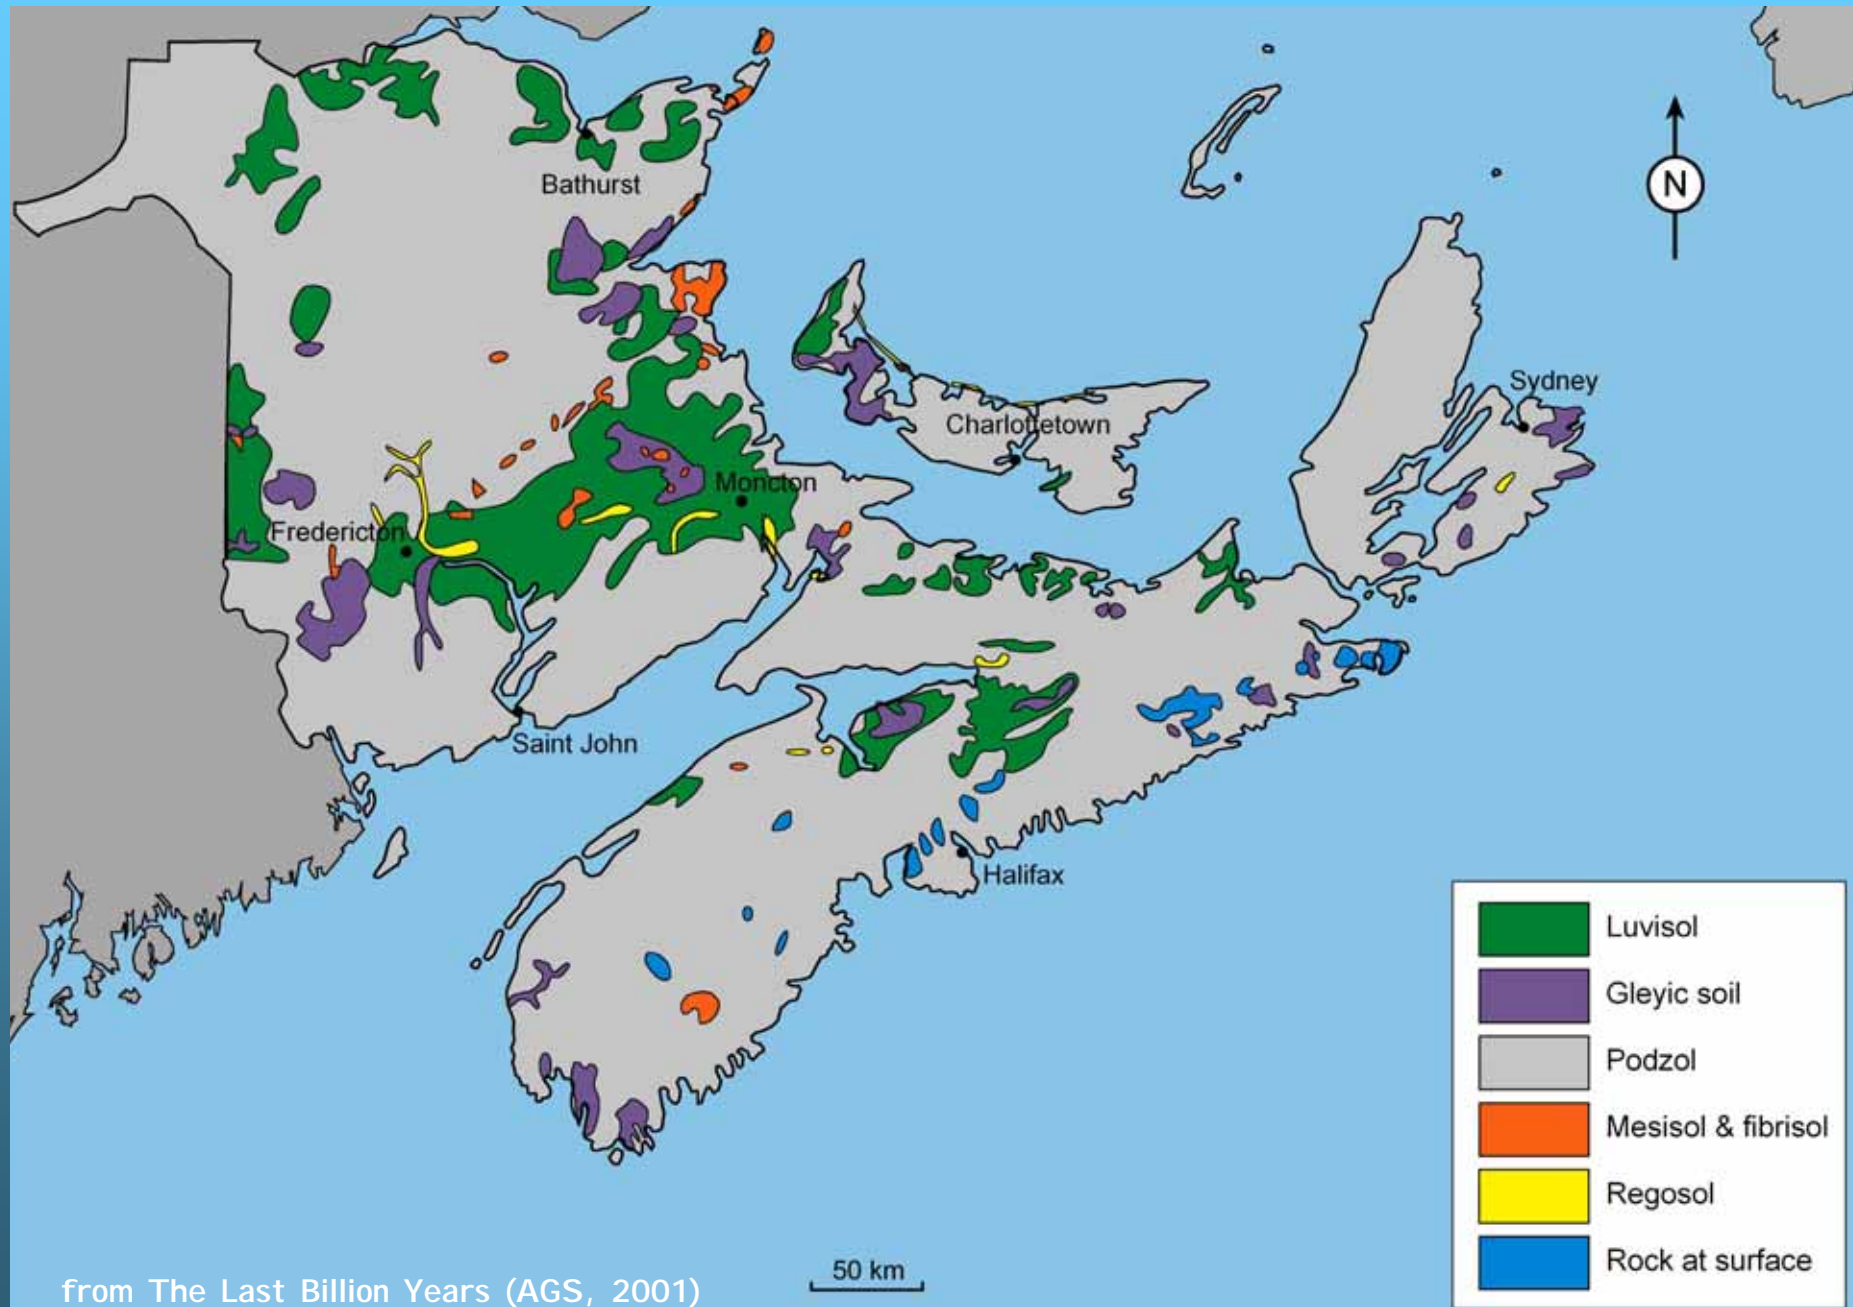 N
Bathurst
Sydney
Charlottetown
Moncton
Fredericton
Saint John
Halifax
Luvisol
Gleyic soil
Podzol
Mesisol & fibrisol
Regosol
Rock at surface
50 km
from The Last Billion Years (AGS, 2001)